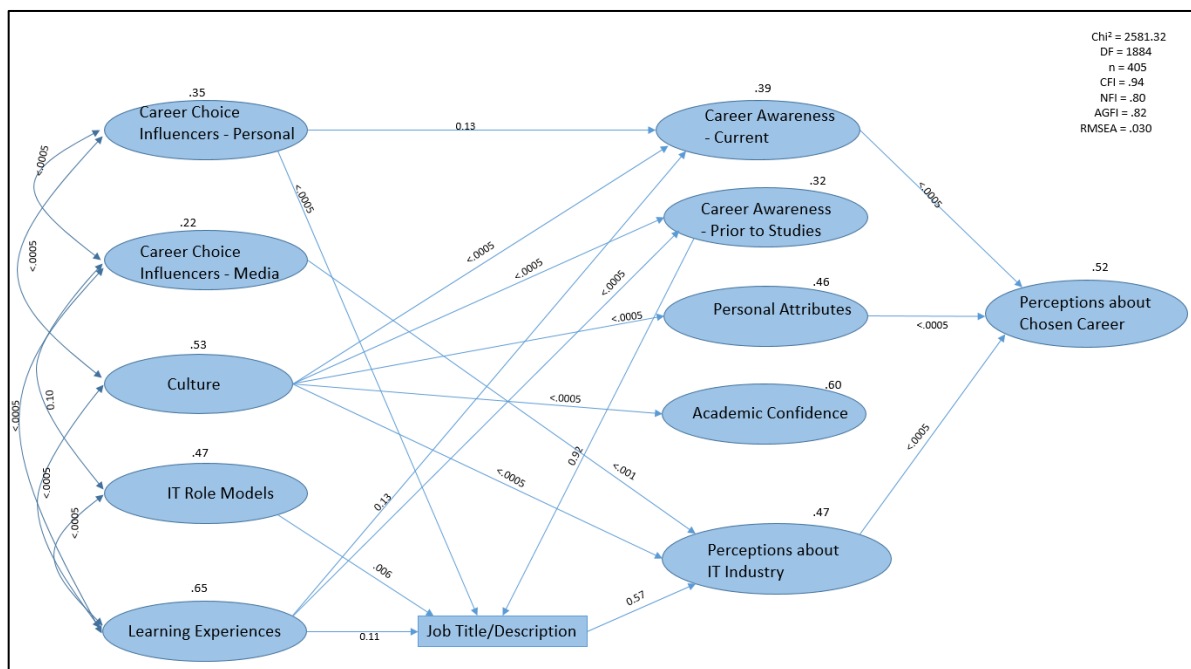 Chi² = 2581.32
DF = 1884
n = 405
CFI = .94
NFI = .80
AGFI = .82
RMSEA = .030
.35
Career Choice
Influencers - Personal
.22
Career Choice
Influencers - Media
.53
Culture
.47
IT Role Models
.65
Learning Experiences
<.0005
<.0005
<.0005
0.10
<.0005
<.0005
0.13
<.0005
<.0005
<.0005
<.0005
<.0005
<.0005
<.001
0.92
0.13
.006
0.11
Job Title/Description
0.57
.39
Career Awareness
- Current
.32
Career Awareness
- Prior to Studies
.46
Personal Attributes
.60
Academic Confidence
.47
Perceptions about
IT Industry
<.0005
<.0005
<.0005
.52
Perceptions about
Chosen Career